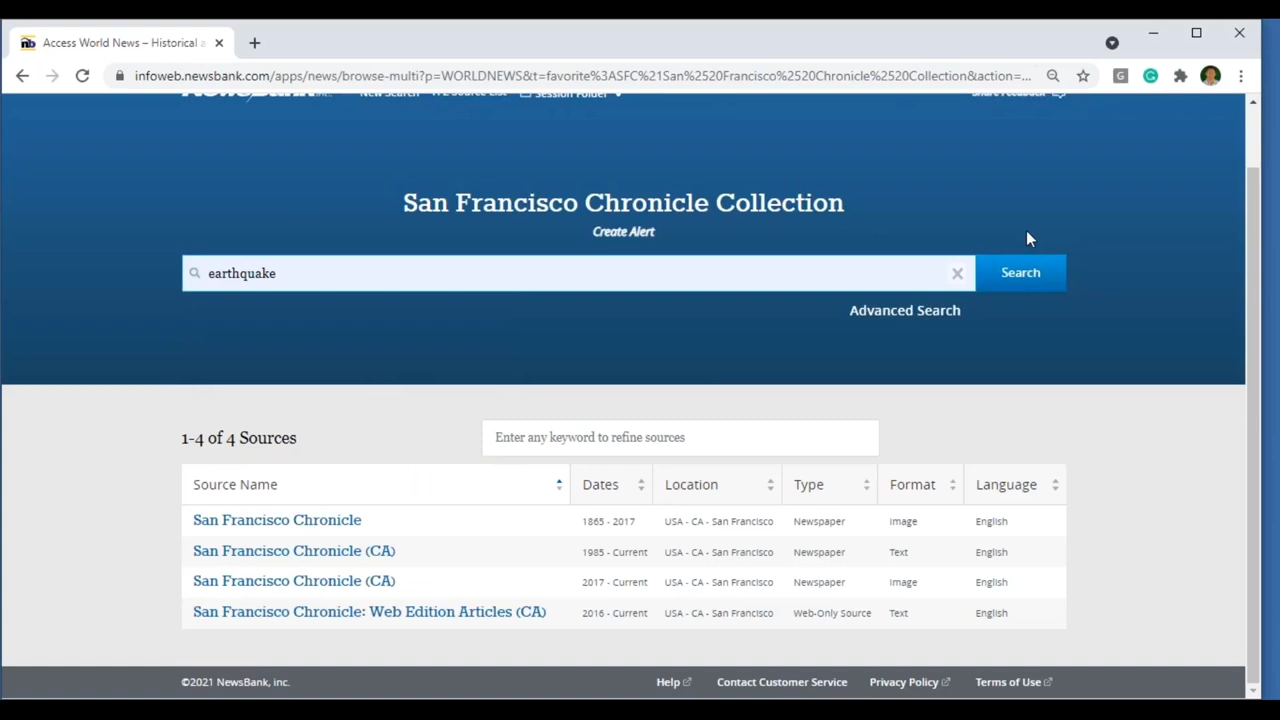 Access World News – Historical a
infoweb.newsbank.com/apps/news/browse-multi?p=WORLDNEWS&t=favorite%3ASFC%21San%2520Francisco%2520Chronicle%2520Collection&action=...
San Francisco Chronicle Collection
Create Alert
earthquake
Search
Advanced Search
1-4 of 4 Sources
Enter any keyword to refine sources
Source Name Dates Location Type Format Language
San Francisco Chronicle 1865 - 2017 USA - CA - San Francisco Newspaper Image English
San Francisco Chronicle (CA) 1985 - Current USA - CA - San Francisco Newspaper Text English
San Francisco Chronicle (CA) 2017 - Current USA - CA - San Francisco Newspaper Image English
San Francisco Chronicle: Web Edition Articles (CA) 2016 - Current USA - CA - San Francisco Web-Only Source Text English
©2021 NewsBank, inc. Help Contact Customer Service Privacy Policy Terms of Use